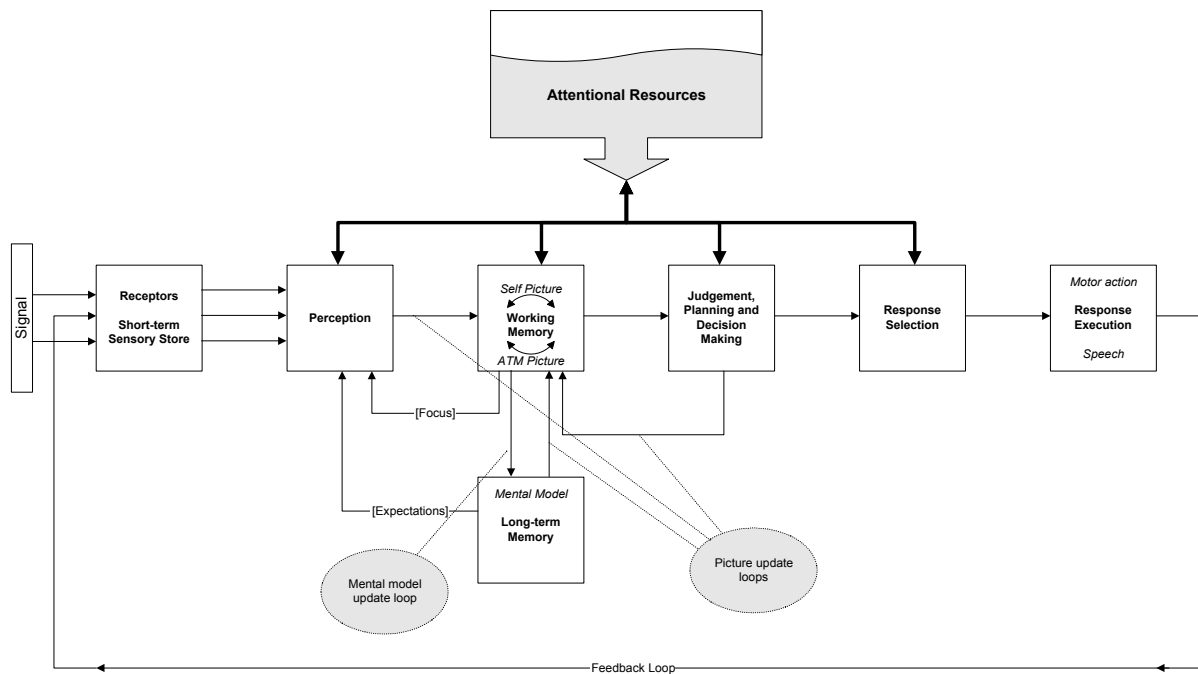 Attentional Resources
Signal
Receptors
Short-term
Sensory Store
Perception
Self Picture
Working
Memory
ATM Picture
Judgement,
Planning and
Decision
Making
Response
Selection
Motor action
Response
Execution
Speech
[Focus]
[Expectations]
Mental Model
Long-term
Memory
Mental model
update loop
Picture update
loops
Feedback Loop